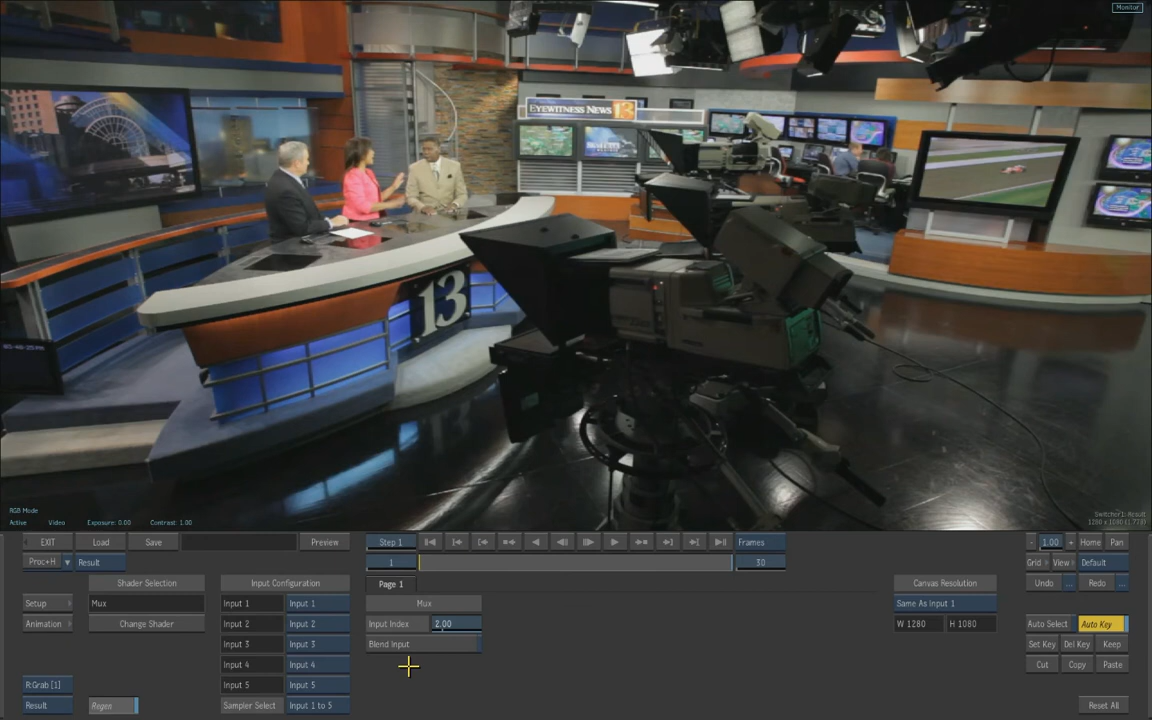 Monitor
EYEWITNESS NEWS 13
13
RGB Mode
Active Video Exposure: 0.00 Contrast: 1.00
Switcher1: Result
1280 x 1080 (1.778)
EXIT Load Save Preview Step 1 Frames - 1.00 + Home Pan
Proc+H Result 1 30 Grid View Default
Shader Selection Input Configuration Page 1 Canvas Resolution Undo ... Redo ...
Setup Mux Input 1 Input 1 Mux Same As Input 1
Animation Change Shader Input 2 Input 2 Input Index 2.00 W 1280 H 1080 Auto Select Auto Key
Input 3 Input 3 Blend Input Set Key Del Key Keep
Input 4 Input 4 Cut Copy Paste
R:Grab [1] Input 5 Input 5
Result Regen Sampler Select Input 1 to 5 Reset All